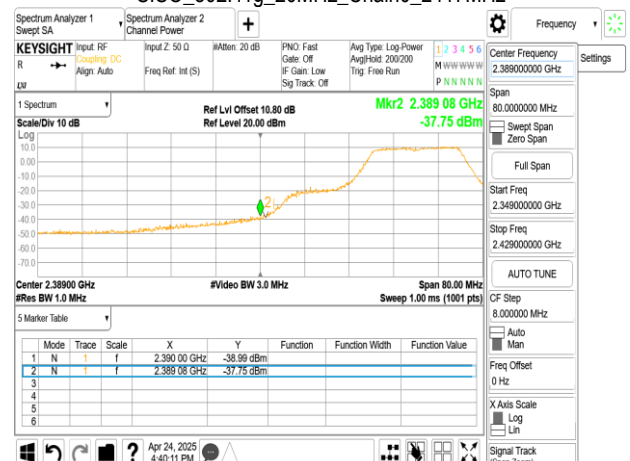 Spectrum Analyzer 1
Swept SA
Spectrum Analyzer 2
Channel Power
+
Frequency
KEYSIGHT
R
Input: RF
Coupling: DC
Align: Auto
Input Z: 50 Ω
Freq Ref: Int (S)
#Atten: 20 dB
PNO: Fast
Gate: Off
IF Gain: Low
Sig Track: Off
Avg Type: Log-Power
Avg|Hold: 200/200
Trig: Free Run
1 2 3 4 5 6
M W W W W W
P N N N N N
1 Spectrum
Scale/Div 10 dB
Log
Ref Lvl Offset 10.80 dB
Ref Level 20.00 dBm
Mkr2 2.389 08 GHz
-37.75 dBm
10.0
0.00
-10.0
-20.0
-30.0
-40.0
-50.0
-60.0
-70.0
2
Center 2.38900 GHz
#Res BW 1.0 MHz
#Video BW 3.0 MHz
Span 80.00 MHz
Sweep 1.00 ms (1001 pts)
5 Marker Table
Mode Trace Scale X Y Function Function Width Function Value
1 N 1 f 2.390 00 GHz -38.99 dBm
2 N 1 f 2.389 08 GHz -37.75 dBm
3
4
5
6
?
Apr 24, 2025
4:40:11 PM
Center Frequency
2.389000000 GHz
Settings
Span
80.0000000 MHz
Swept Span
Zero Span
Full Span
Start Freq
2.349000000 GHz
Stop Freq
2.429000000 GHz
AUTO TUNE
CF Step
8.000000 MHz
Auto
Man
Freq Offset
0 Hz
X Axis Scale
Log
Lin
Signal Track